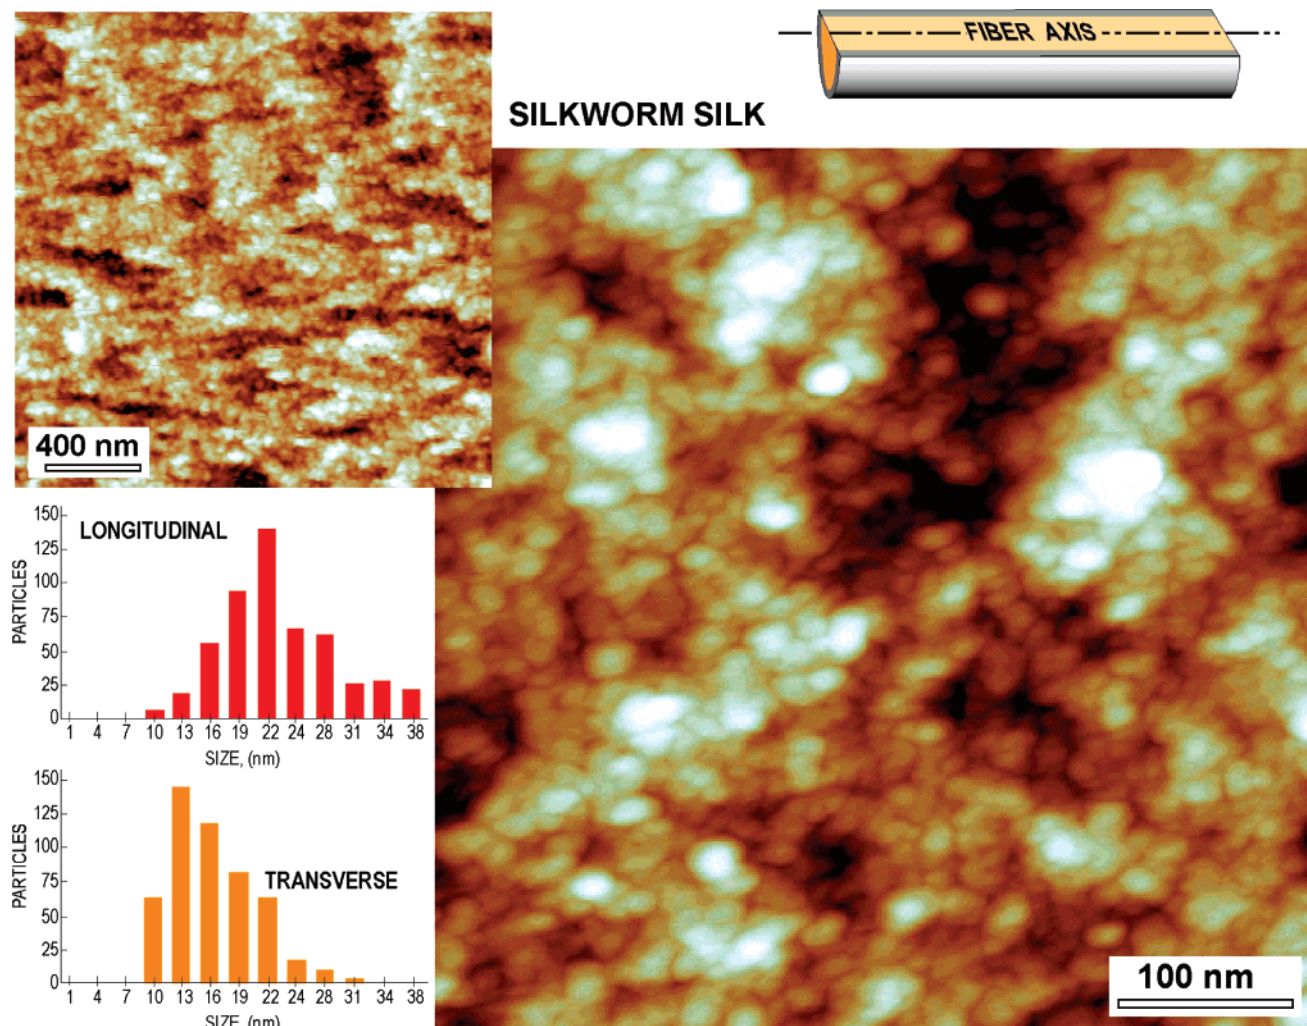 FIBER AXIS
SILKWORM SILK
400 nm
LONGITUDINAL
PARTICLES
150
125
100
75
50
25
0
1 4 7 10 13 16 19 22 24 28 31 34 38
SIZE, (nm)
TRANSVERSE
PARTICLES
150
125
100
75
50
25
0
1 4 7 10 13 16 19 22 24 28 31 34 38
SIZE, (nm)
100 nm